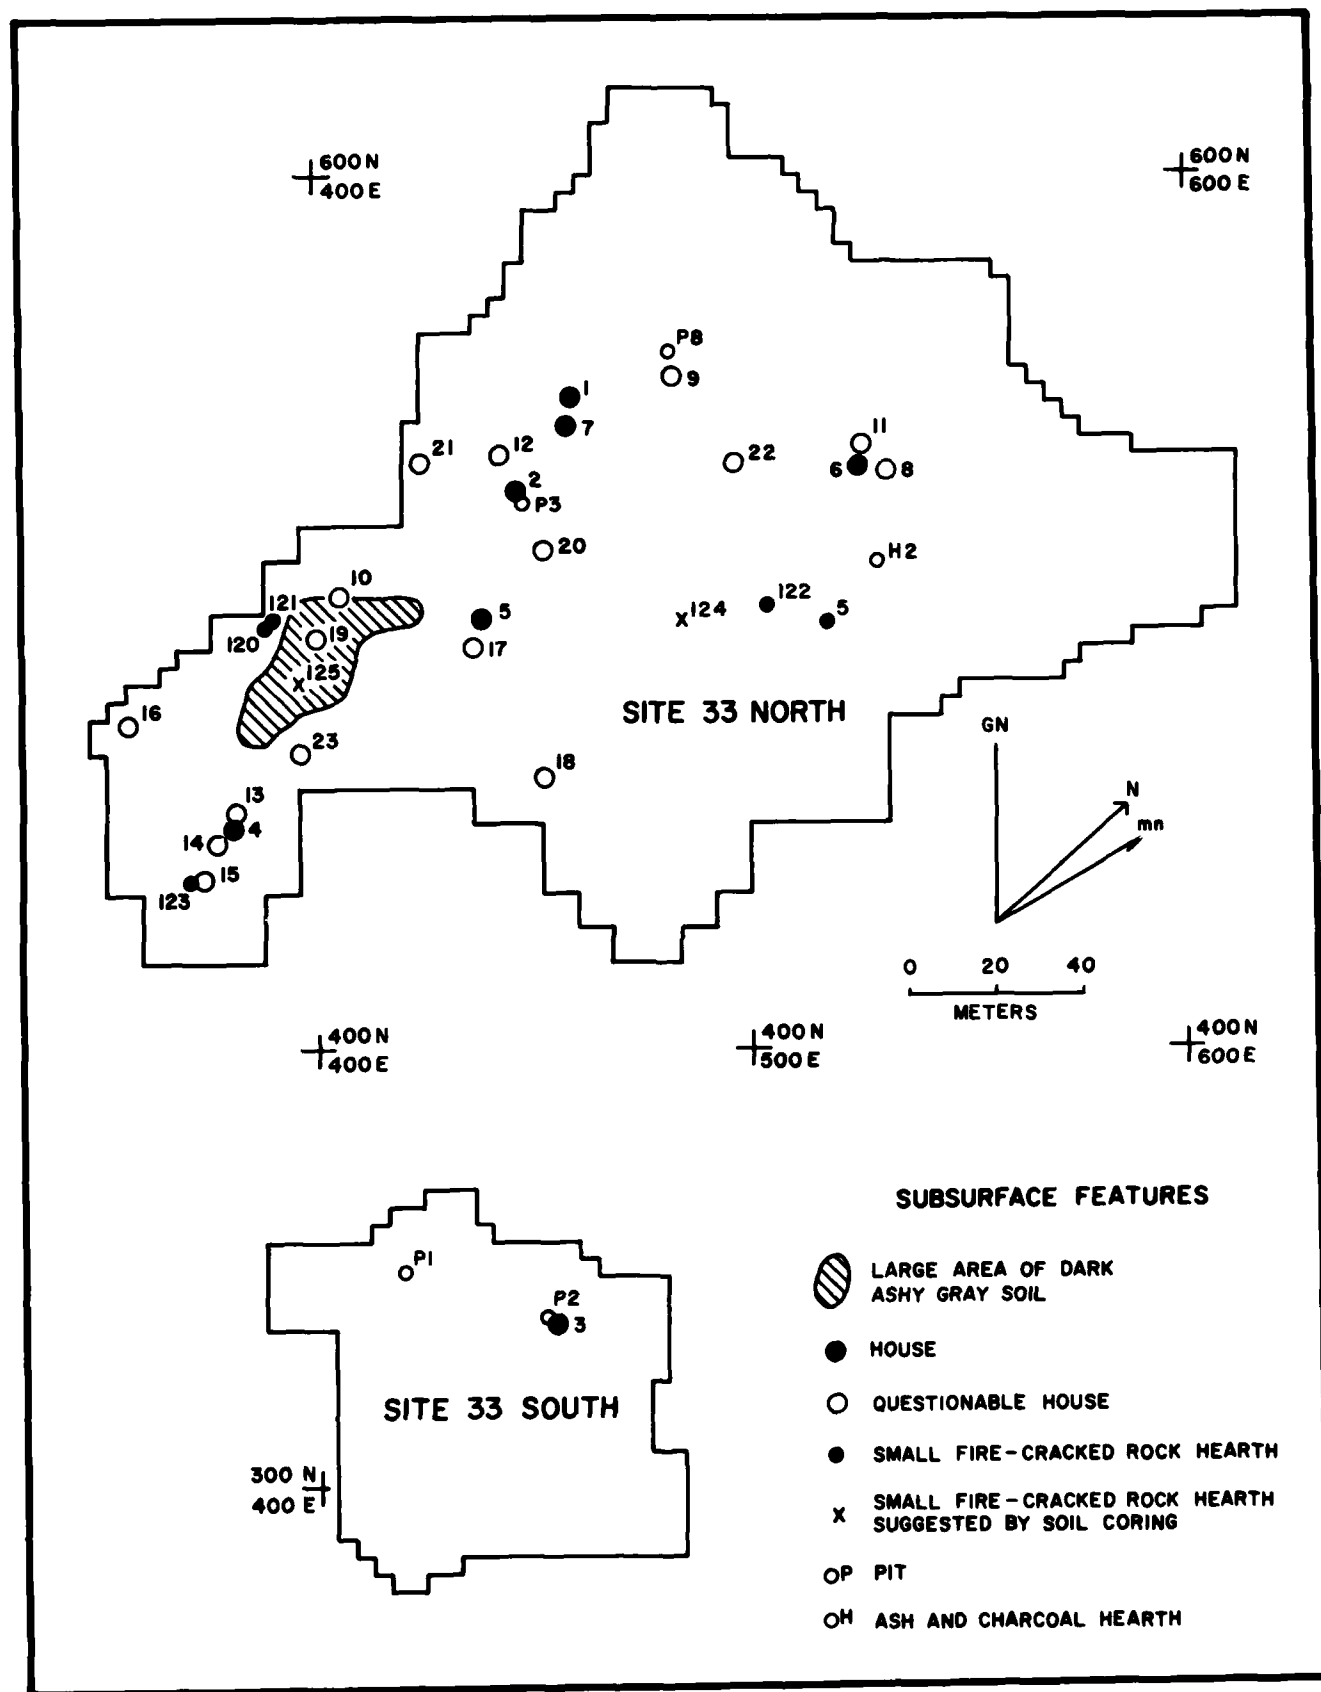 600 N
400 E
600 N
600 E
P8
9
1
7
21
12
2
P3
22
11
6
8
20
H2
10
121
120
19
125
5
17
124
122
5
16
23
SITE 33 NORTH
GN
18
N
mn
13
4
14
15
123
0 20 40
METERS
400 N
400 E
400 N
500 E
400 N
600 E
P1
P2
3
SITE 33 SOUTH
300 N
400 E
SUBSURFACE FEATURES
LARGE AREA OF DARK
ASHY GRAY SOIL
HOUSE
QUESTIONABLE HOUSE
SMALL FIRE-CRACKED ROCK HEARTH
x SMALL FIRE-CRACKED ROCK HEARTH
SUGGESTED BY SOIL CORING
P PIT
H ASH AND CHARCOAL HEARTH